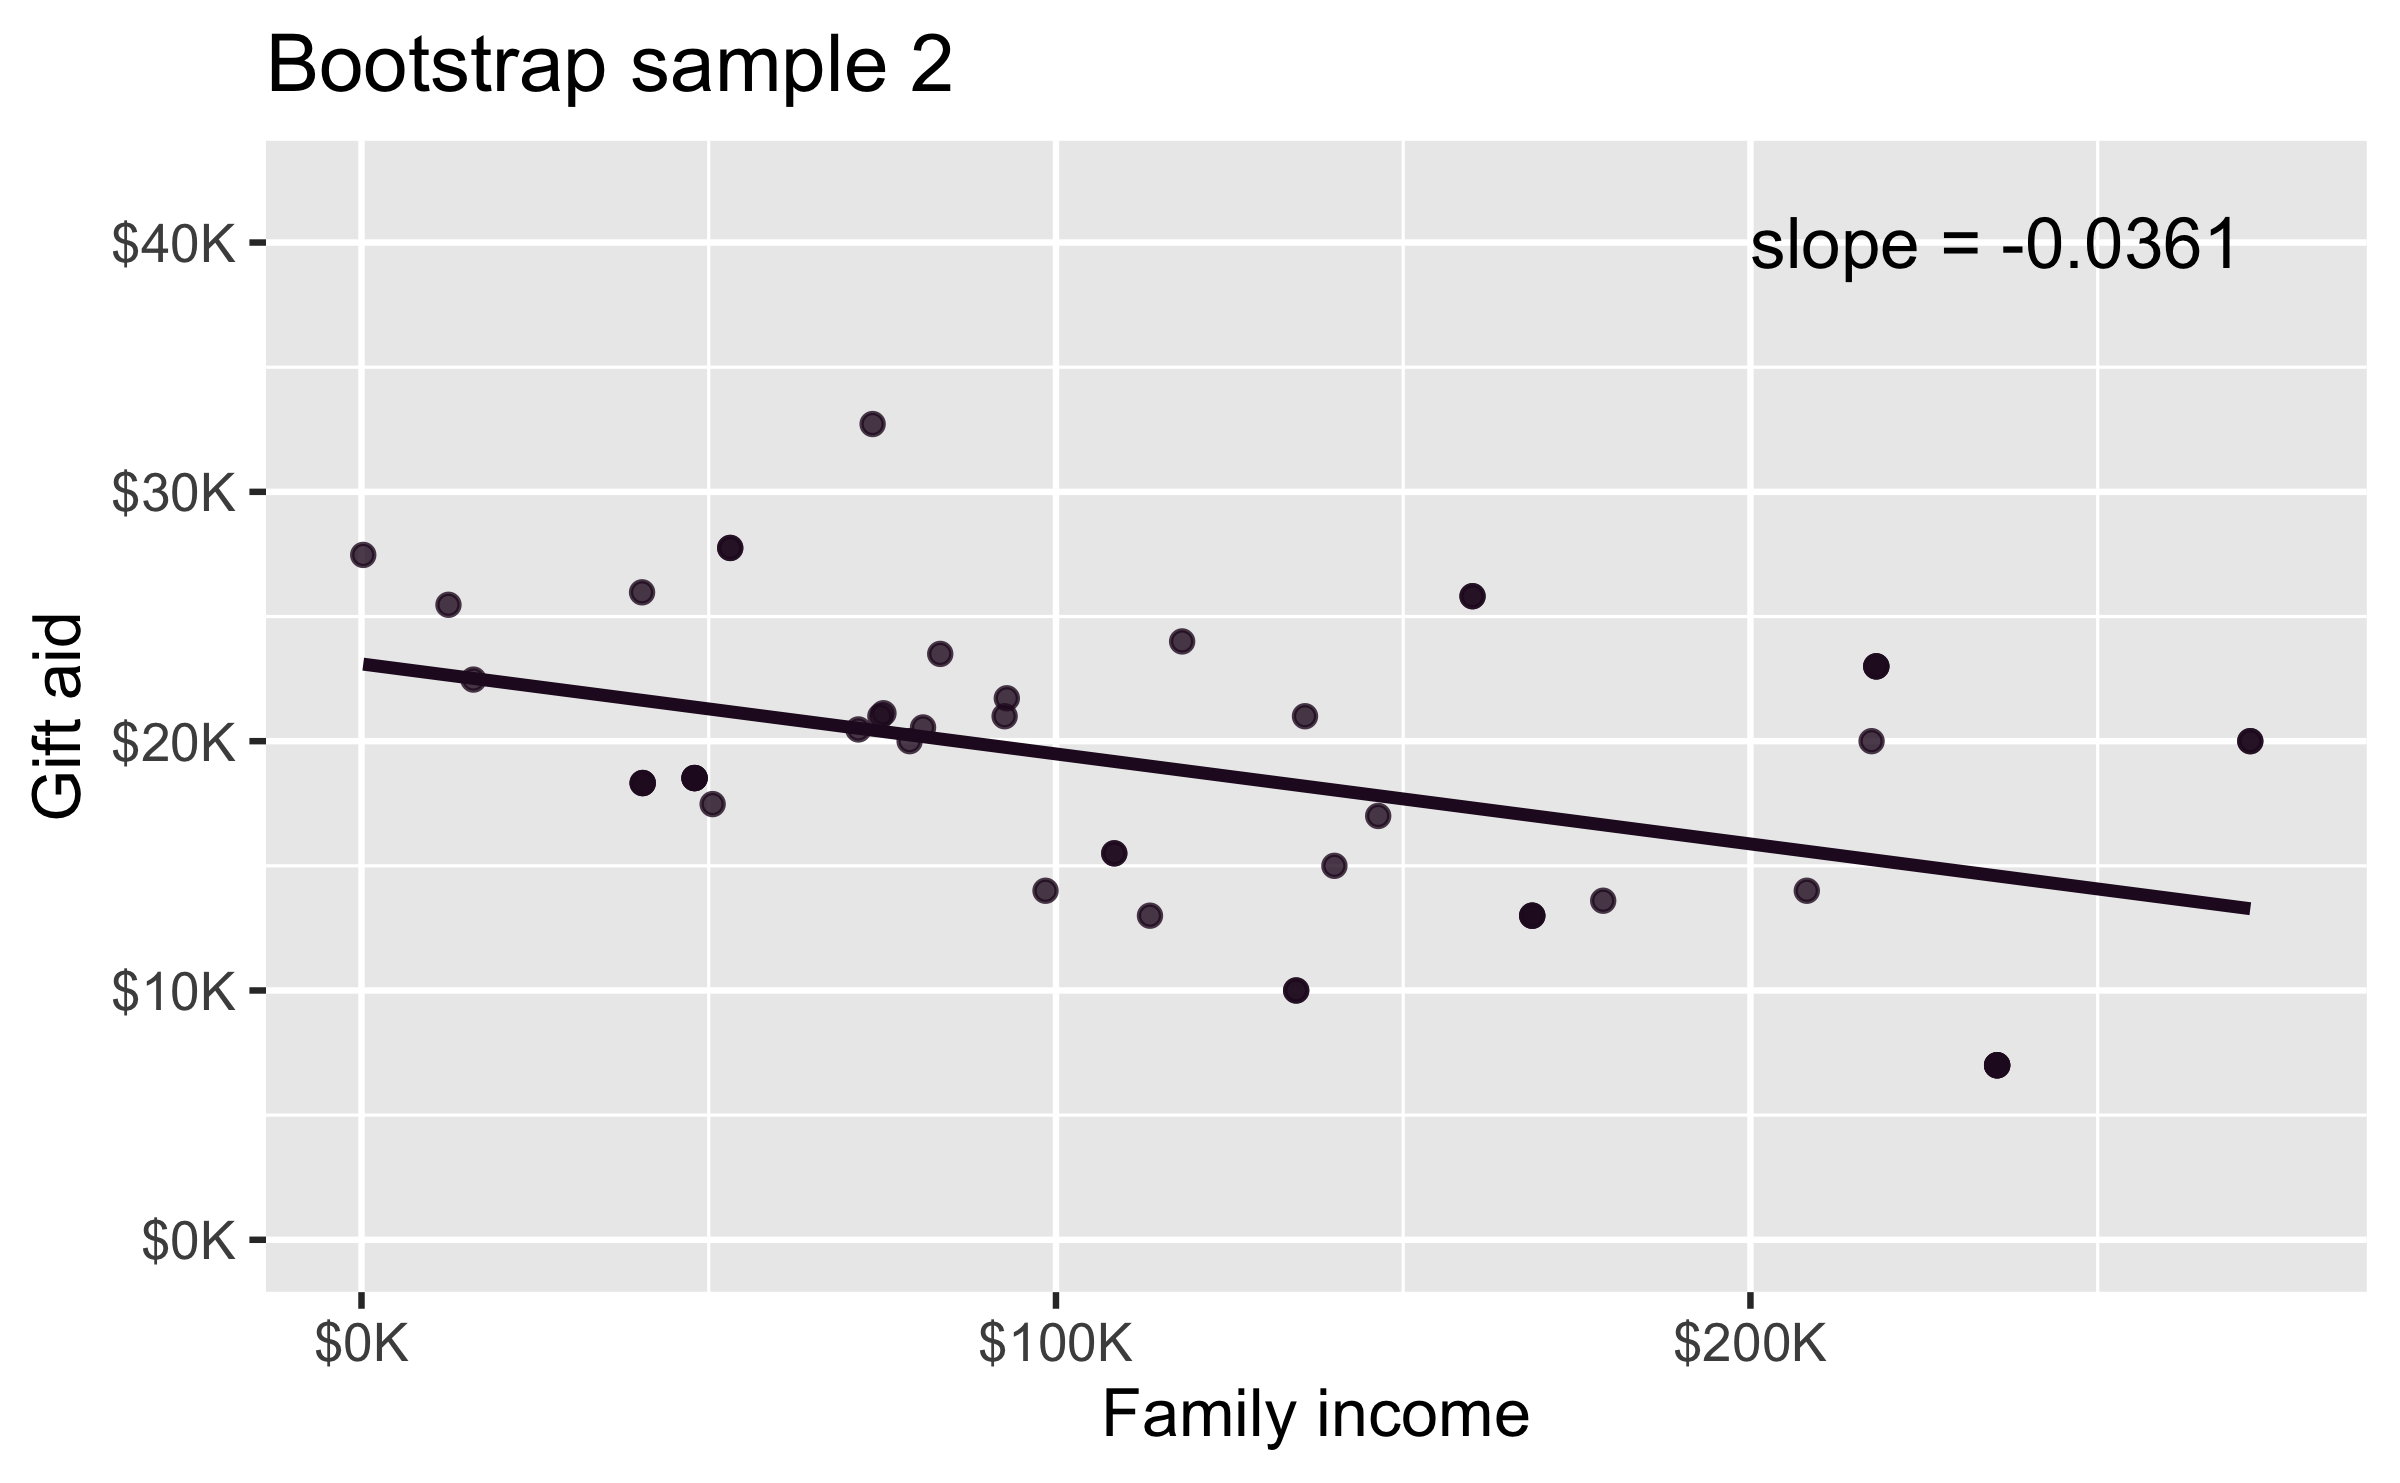 Bootstrap sample 2
slope = -0.0361
$40K
$30K
$20K
$10K
$0K
Gift aid
$0K
$100K
$200K
Family income